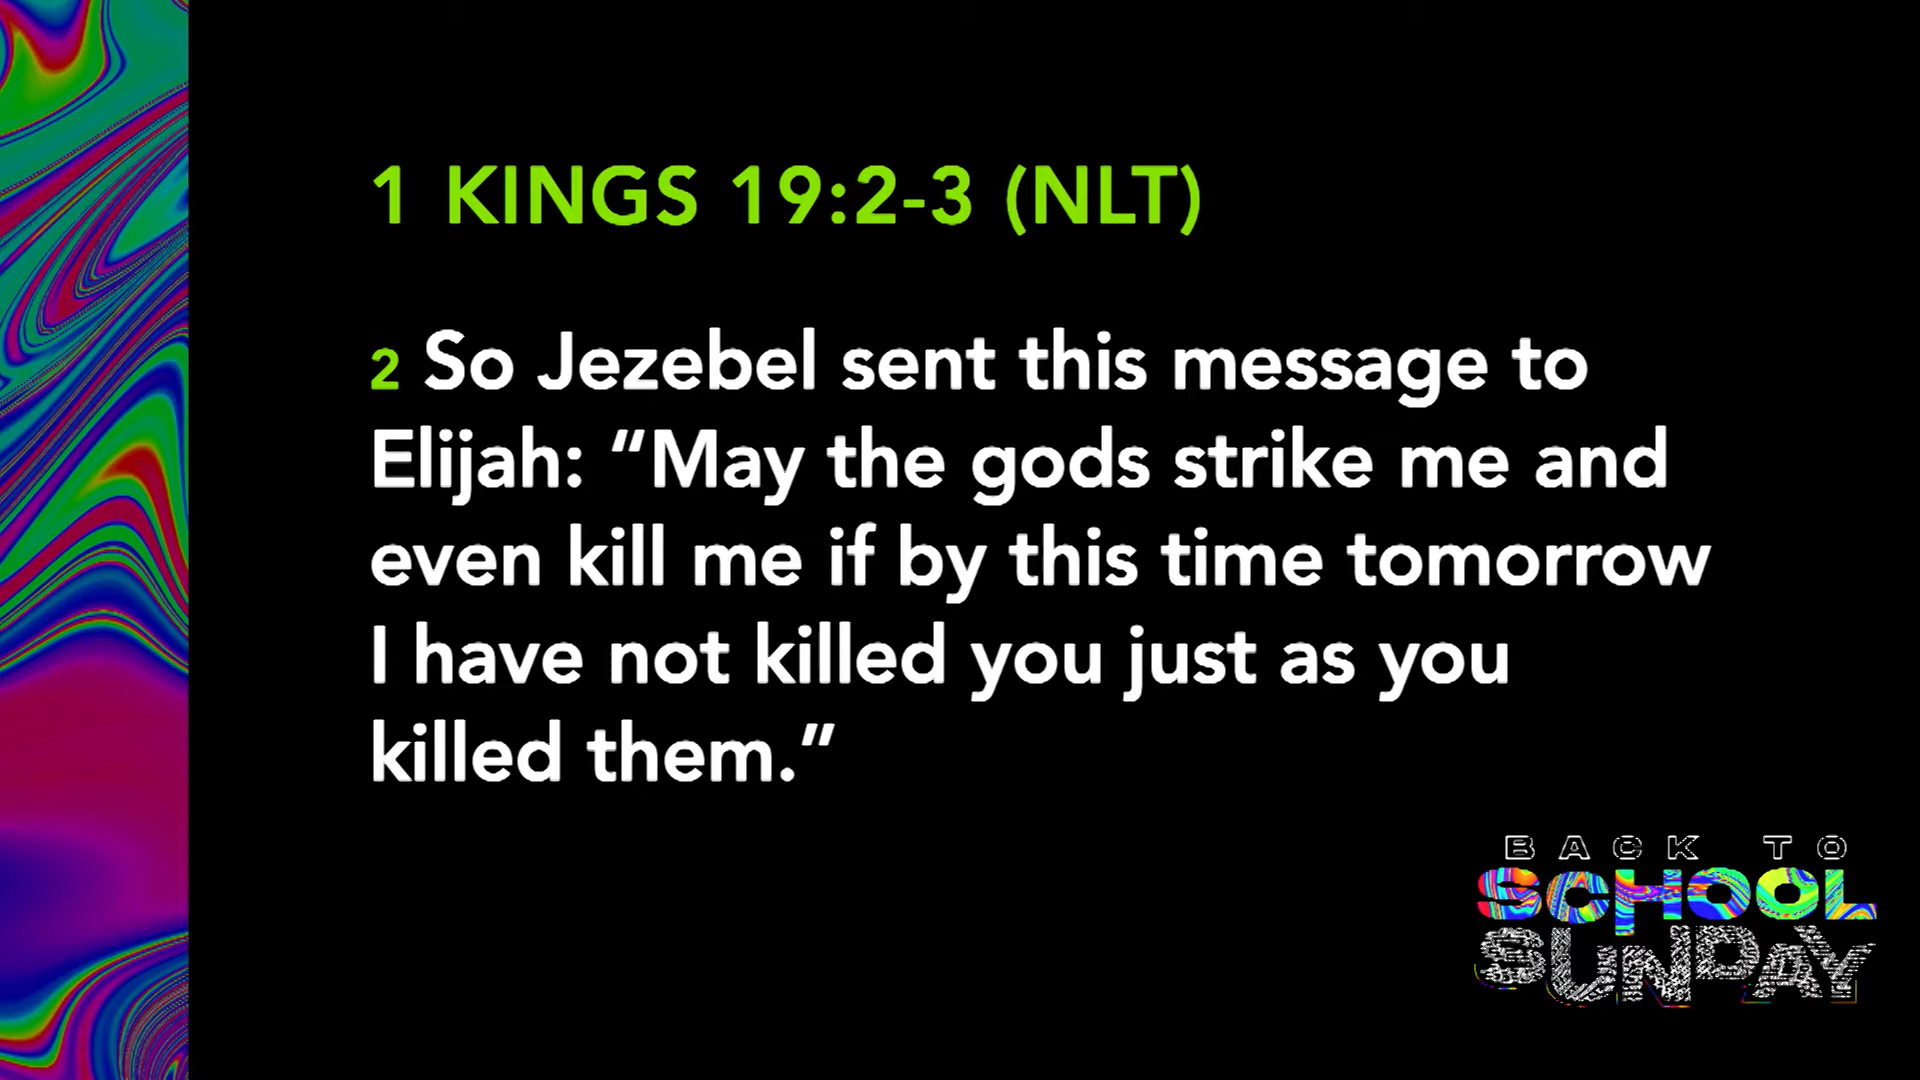 1 KINGS 19:2-3 (NLT)
2 So Jezebel sent this message to
Elijah: “May the gods strike me and
even kill me if by this time tomorrow
I have not killed you just as you
killed them.”
BACK TO
SCHOOL
SUNDAY